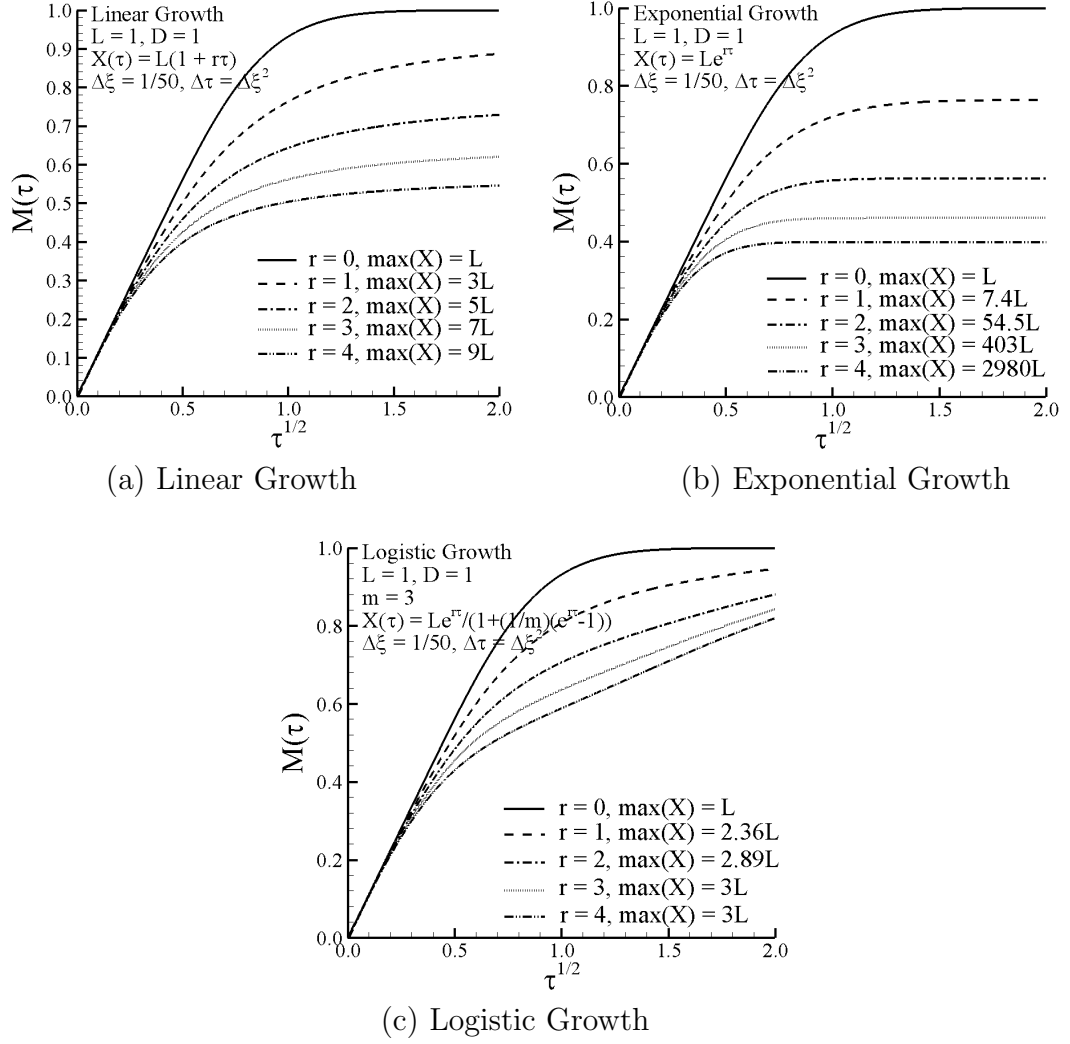 Linear Growth
L = 1, D = 1
X(τ) = L(1 + rτ)
Δξ = 1/50, Δτ = Δξ²
1.0
0.9
0.8
0.7
0.6
0.5
0.4
0.3
0.2
0.1
0.0
M(τ)
r = 0, max(X) = L
r = 1, max(X) = 3L
r = 2, max(X) = 5L
r = 3, max(X) = 7L
r = 4, max(X) = 9L
0.0 0.5 1.0 1.5 2.0
τ^1/2
(a) Linear Growth
Exponential Growth
L = 1, D = 1
X(τ) = Le^rτ
Δξ = 1/50, Δτ = Δξ²
1.0
0.8
0.6
0.4
0.2
0.0
M(τ)
r = 0, max(X) = L
r = 1, max(X) = 7.4L
r = 2, max(X) = 54.5L
r = 3, max(X) = 403L
r = 4, max(X) = 2980L
0.0 0.5 1.0 1.5 2.0
τ^1/2
(b) Exponential Growth
Logistic Growth
L = 1, D = 1
m = 3
X(τ) = Le^rτ/(1+(1/m)(e^rτ-1))
Δξ = 1/50, Δτ = Δξ²
1.0
0.8
0.6
0.4
0.2
0.0
M(τ)
r = 0, max(X) = L
r = 1, max(X) = 2.36L
r = 2, max(X) = 2.89L
r = 3, max(X) = 3L
r = 4, max(X) = 3L
0.0 0.5 1.0 1.5 2.0
τ^1/2
(c) Logistic Growth